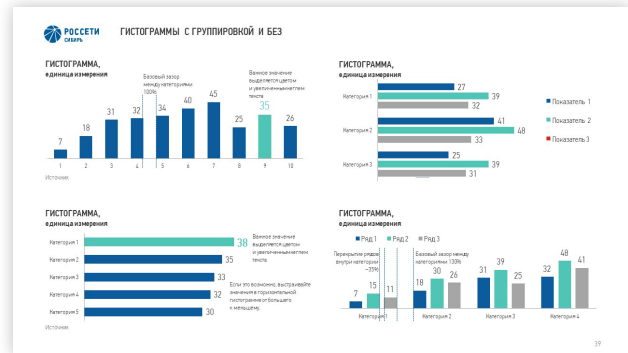 РОССЕТИ
СИБИРЬ
ГИСТОГРАММЫ С ГРУППИРОВКОЙ И БЕЗ
ГИСТОГРАММА,
единица измерения
Базовый зазор
между категориями
100%
Важное значение
выделяется цветом
и увеличенным кеглем
текста
7 18 31 32 34 40 45 25 35 26
1 2 3 4 5 6 7 8 9 10
Источник
ГИСТОГРАММА,
единица измерения
Категория 1
27
39
32
Категория 2
41
48
33
Категория 3
25
39
31
Показатель 1
Показатель 2
Показатель 3
ГИСТОГРАММА,
единица измерения
Категория 1 38
Категория 2 35
Категория 3 33
Категория 4 32
Категория 5 30
Важное значение
выделяется цветом
и увеличенным кеглем
текста
Если это возможно, выстраивайте
значения в горизонтальной
гистограмме от большего
к меньшему.
Источник
ГИСТОГРАММА,
единица измерения
Ряд 1 Ряд 2 Ряд 3
Перекрытие рядов
внутри категории
–35%
Базовый зазор между
категориями 130%
7 15 11 18 30 26 31 39 25 32 48 41
Категория 1 Категория 2 Категория 3 Категория 4
39